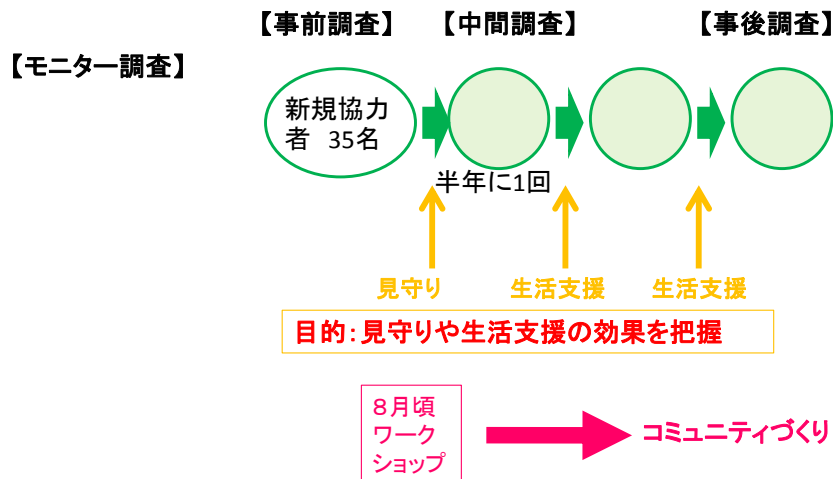 【事前調査】 【中間調査】 【事後調査】
【モニター調査】
新規協力
者 35名
半年に1回
見守り 生活支援 生活支援
目的:見守りや生活支援の効果を把握
８月頃
ワーク
ショップ
コミュニティづくり